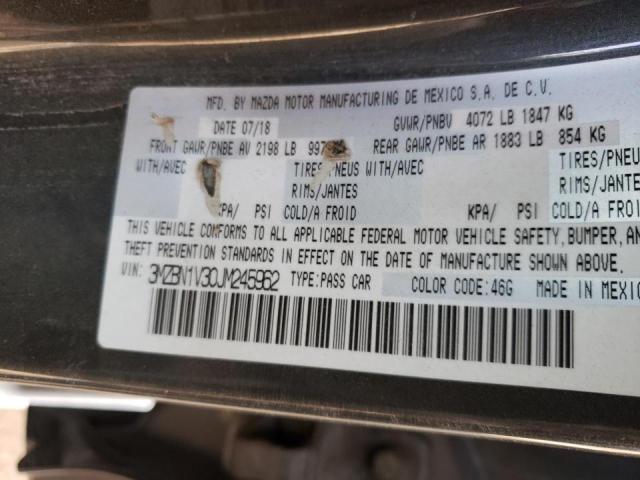 MFD. BY MAZDA MOTOR MANUFACTURING DE MEXICO S.A. DE C.V.
DATE 07/18 GVWR/PNBV 4072 LB 1847 KG
FRONT GAWR/PNBE AV 2198 LB REAR GAWR/PNBE AR 1883 LB 854 KG
WITH/AVEC TIRES/PNEUS WITH/AVEC TIRES/PNEU
RIMS/JANTES RIMS/JANTES
KPA/ PSI COLD/A FROID KPA/ PSI COLD/A FROID
THIS VEHICLE CONFORMS TO ALL APPLICABLE FEDERAL MOTOR VEHICLE SAFETY, BUMPER, AN
THEFT PREVENTION STANDARDS IN EFFECT ON THE DATE OF MANUFACTURE SHOWN ABOVE.
VIN: 3MZBN1V30JM245962 TYPE:PASS CAR COLOR CODE:46G MADE IN MEXIC